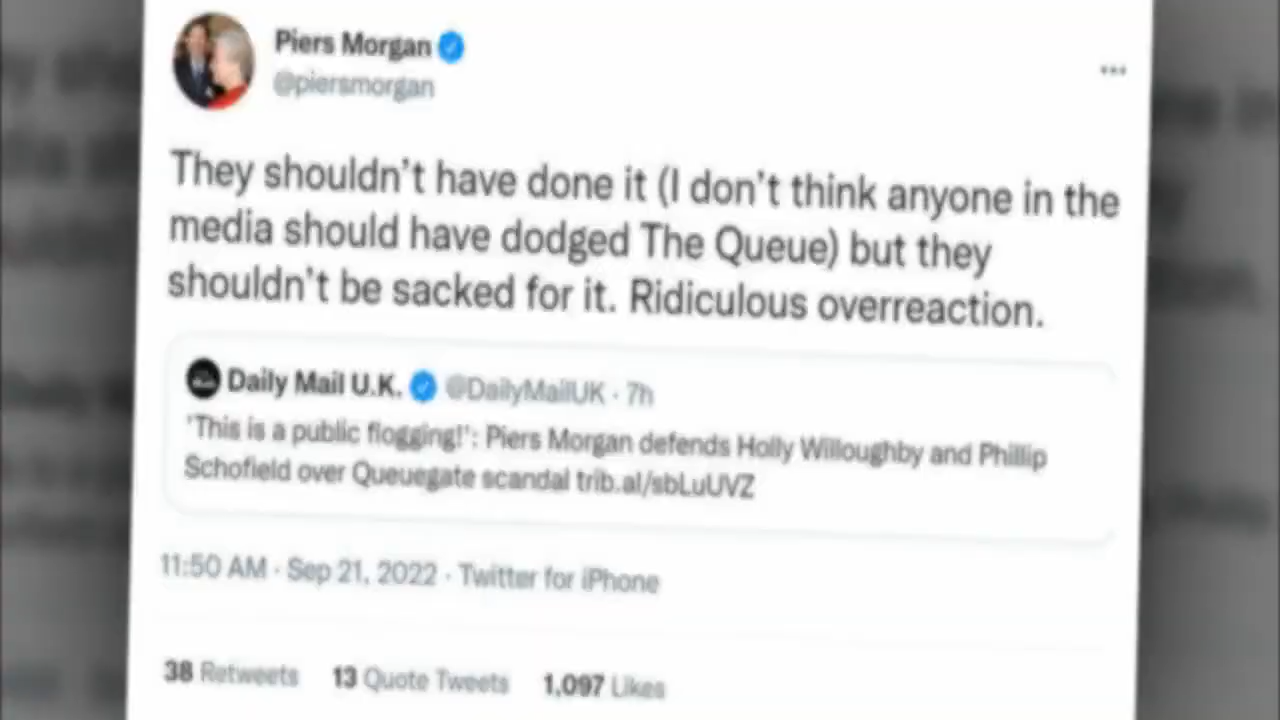 Piers Morgan
@piersmorgan
They shouldn't have done it (I don't think anyone in the
media should have dodged The Queue) but they
shouldn't be sacked for it. Ridiculous overreaction.
Daily Mail U.K. @DailyMailUK · 7h
'This is a public flogging!': Piers Morgan defends Holly Willoughby and Phillip
Schofield over Queuegate scandal trib.al/sbLuUVZ
11:50 AM · Sep 21, 2022 · Twitter for iPhone
38 Retweets 13 Quote Tweets 1,097 Likes